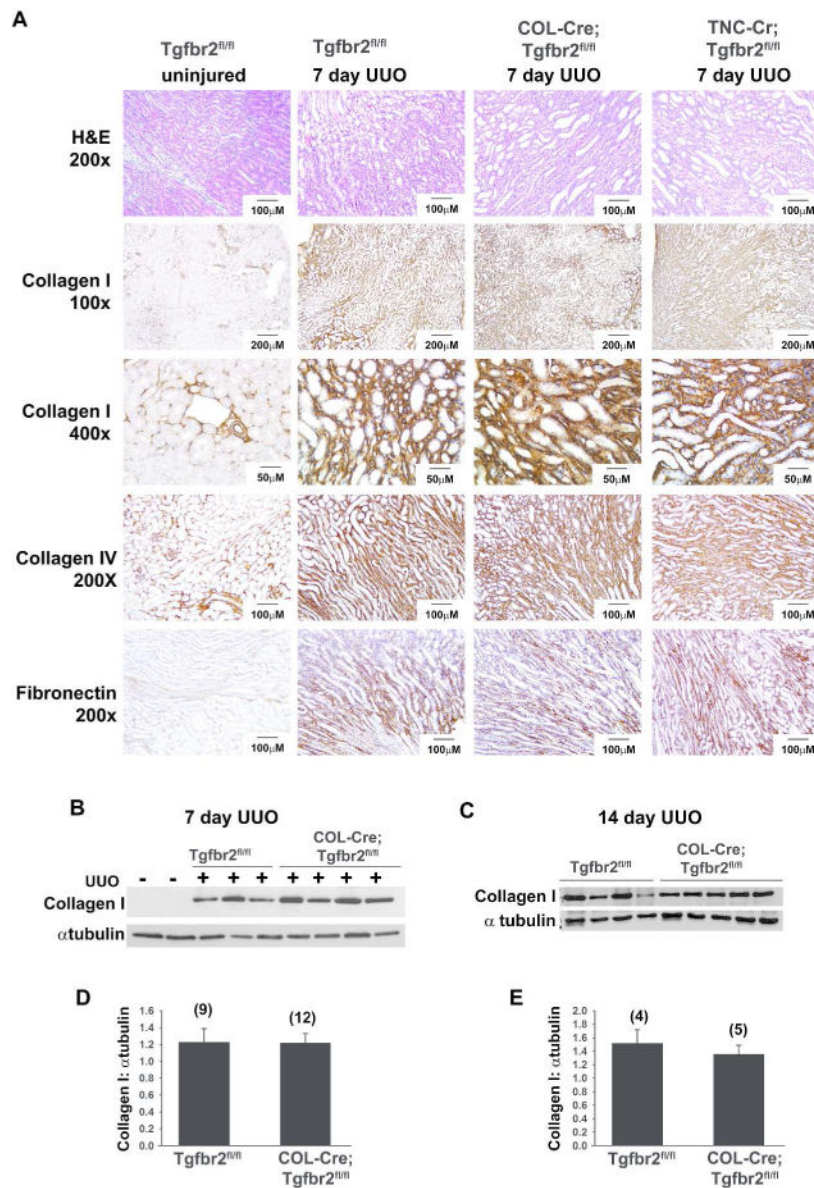 A
Tgfbr2fl/fl
uninjured
Tgfbr2fl/fl
7 day UUO
COL-Cre;
Tgfbr2fl/fl
7 day UUO
TNC-Cr;
Tgfbr2fl/fl
7 day UUO
H&E
200x
100μM
100μM
100μM
100μM
Collagen I
100x
200μM
200μM
200μM
200μM
Collagen I
400x
50μM
50μM
50μM
50μM
Collagen IV
200X
100μM
100μM
100μM
100μM
Fibronectin
200x
100μM
100μM
100μM
100μM
B
7 day UUO
Tgfbr2fl/fl
COL-Cre;
Tgfbr2fl/fl
UUO - - + + + + + + +
Collagen I
αtubulin
C
14 day UUO
Tgfbr2fl/fl
COL-Cre;
Tgfbr2fl/fl
Collagen I
α tubulin
D
Collagen I: αtubulin
1.6
1.4
1.2
1.0
0.8
0.6
0.4
0.2
0.0
(9)
(12)
Tgfbr2fl/fl
COL-Cre;
Tgfbr2fl/fl
E
Collagen I: αtubulin
2.0
1.8
1.6
1.4
1.2
1.0
0.8
0.6
0.4
0.2
0.0
(4)
(5)
Tgfbr2fl/fl
COL-Cre;
Tgfbr2fl/fl